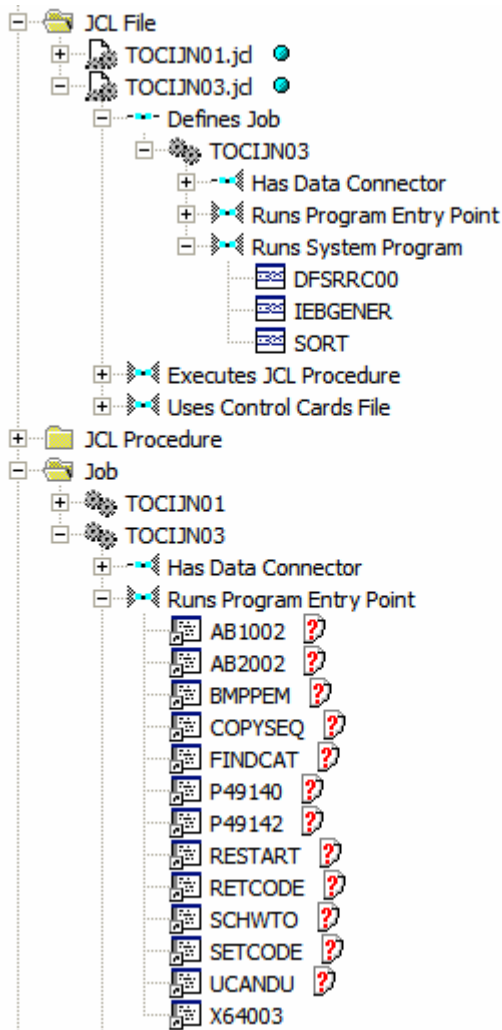 JCL File
TOCIJN01.jcl
TOCIJN03.jcl
Defines Job
TOCIJN03
Has Data Connector
Runs Program Entry Point
Runs System Program
DFSRRC00
IEBGENER
SORT
Executes JCL Procedure
Uses Control Cards File
JCL Procedure
Job
TOCIJN01
TOCIJN03
Has Data Connector
Runs Program Entry Point
AB1002 ?
AB2002 ?
BMPPEM ?
COPYSEQ ?
FINDCAT ?
P49140 ?
P49142 ?
RESTART ?
RETCODE ?
SCHWTO ?
SETCODE ?
UCANDU ?
X64003